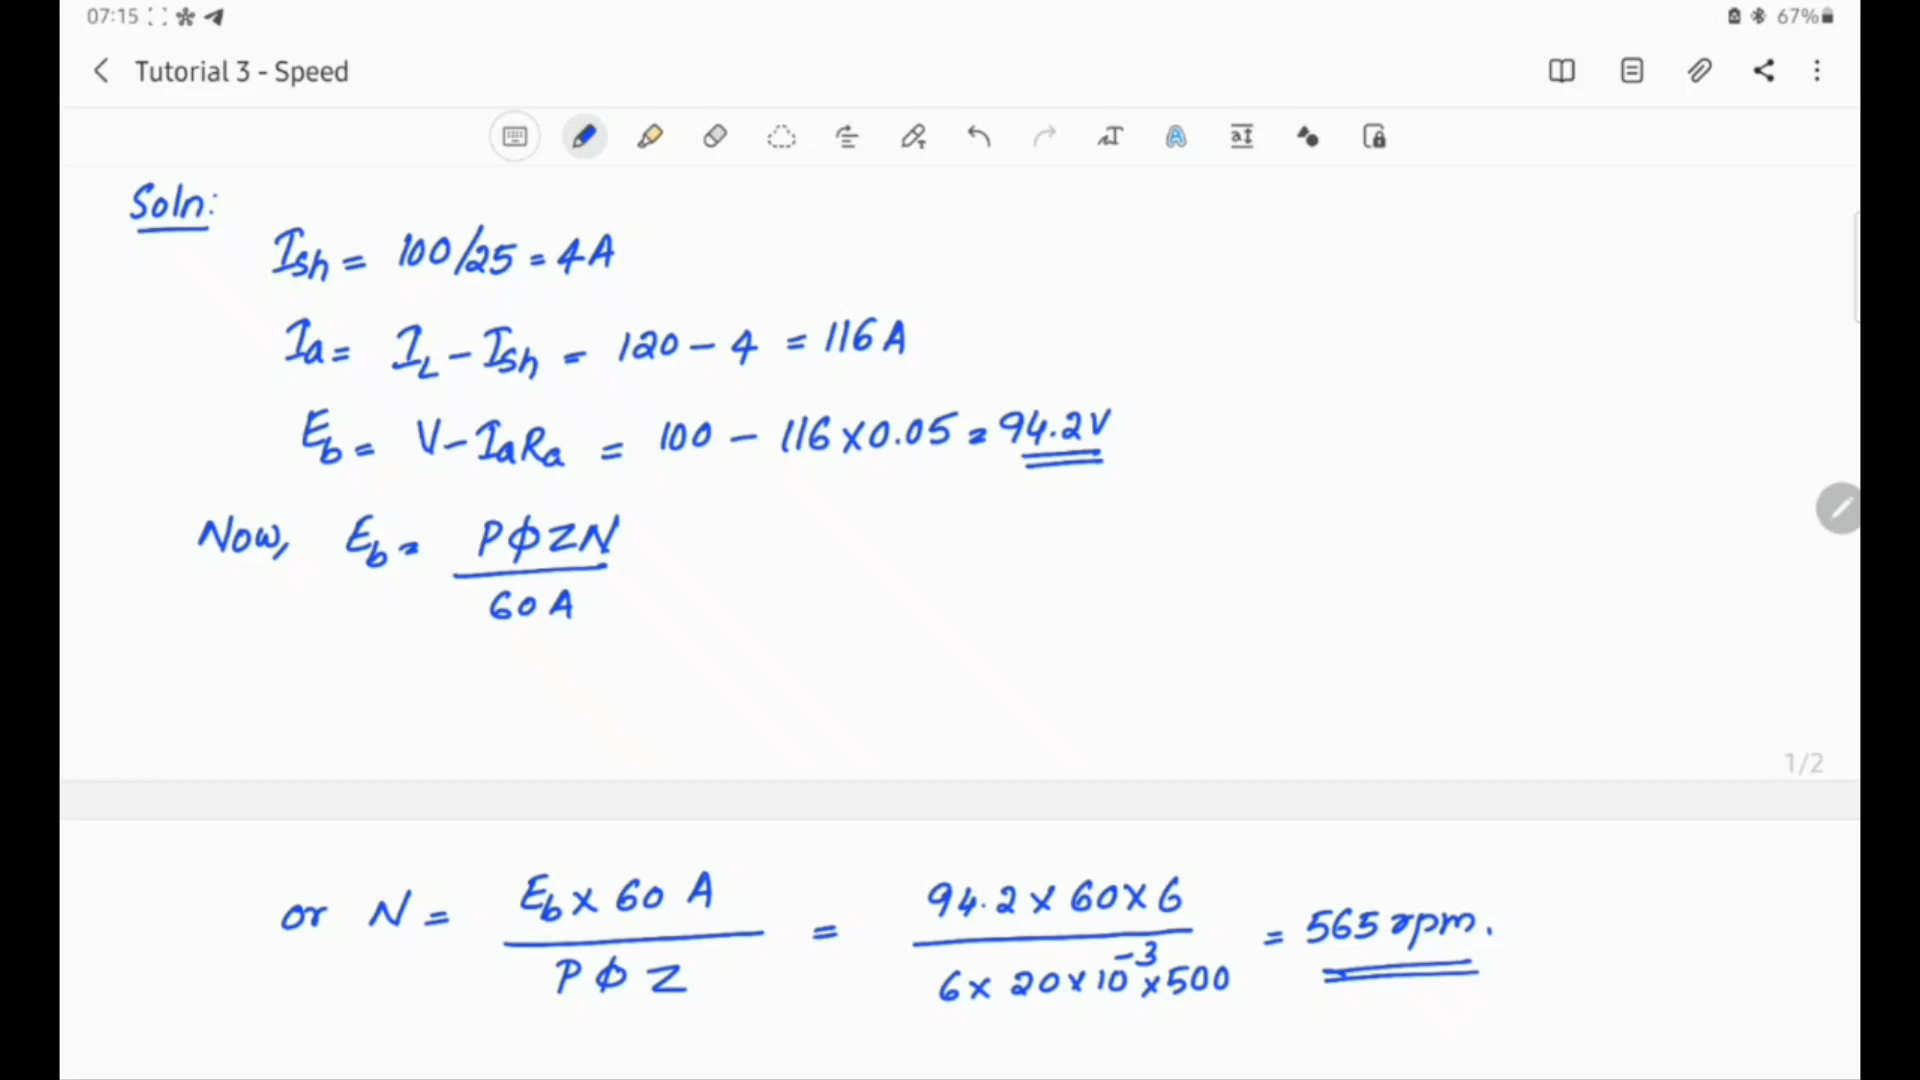 07:15 67%
Tutorial 3 - Speed
Soln:
Ish = 100/25 = 4A
Ia = IL - Ish = 120 - 4 = 116 A
Eb = V - IaRa = 100 - 116 x 0.05 = 94.2V
Now, Eb = PΦZN
60 A
1/2
or N = Eb x 60 A / PΦZ = 94.2 x 60 x 6 / 6 x 20 x 10^-3 x 500 = 565 rpm.